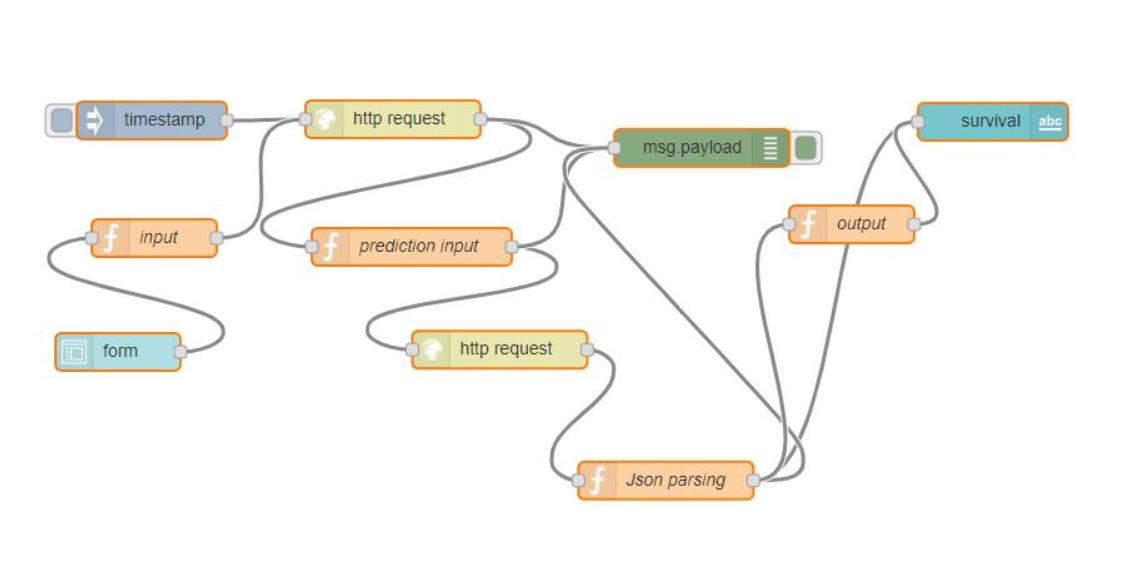 timestamp
http request
msg.payload
survival
abc
input
prediction input
output
form
http request
Json parsing